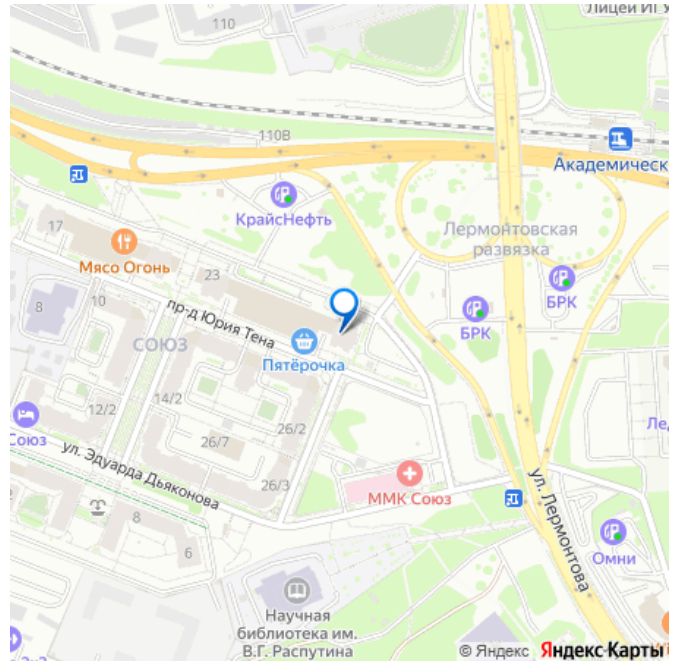 Лицей ИГУ
110
110В
Академическ
КрайсНефть
Лермонтовская
развязка
17
Мясо Огонь
23
БРК
БРК
8
10
пр-д Юрия Тена
СОЮЗ
Пятёрочка
14/2
12/2
26/2
Союз
26/7
Ле
ул. Эдуарда Дьяконова
26/3
ММК Союз
ул. Лермонтова
8
6
Омни
Научная
библиотека им.
В.Г. Распутина
© Яндекс Яндекс Карты